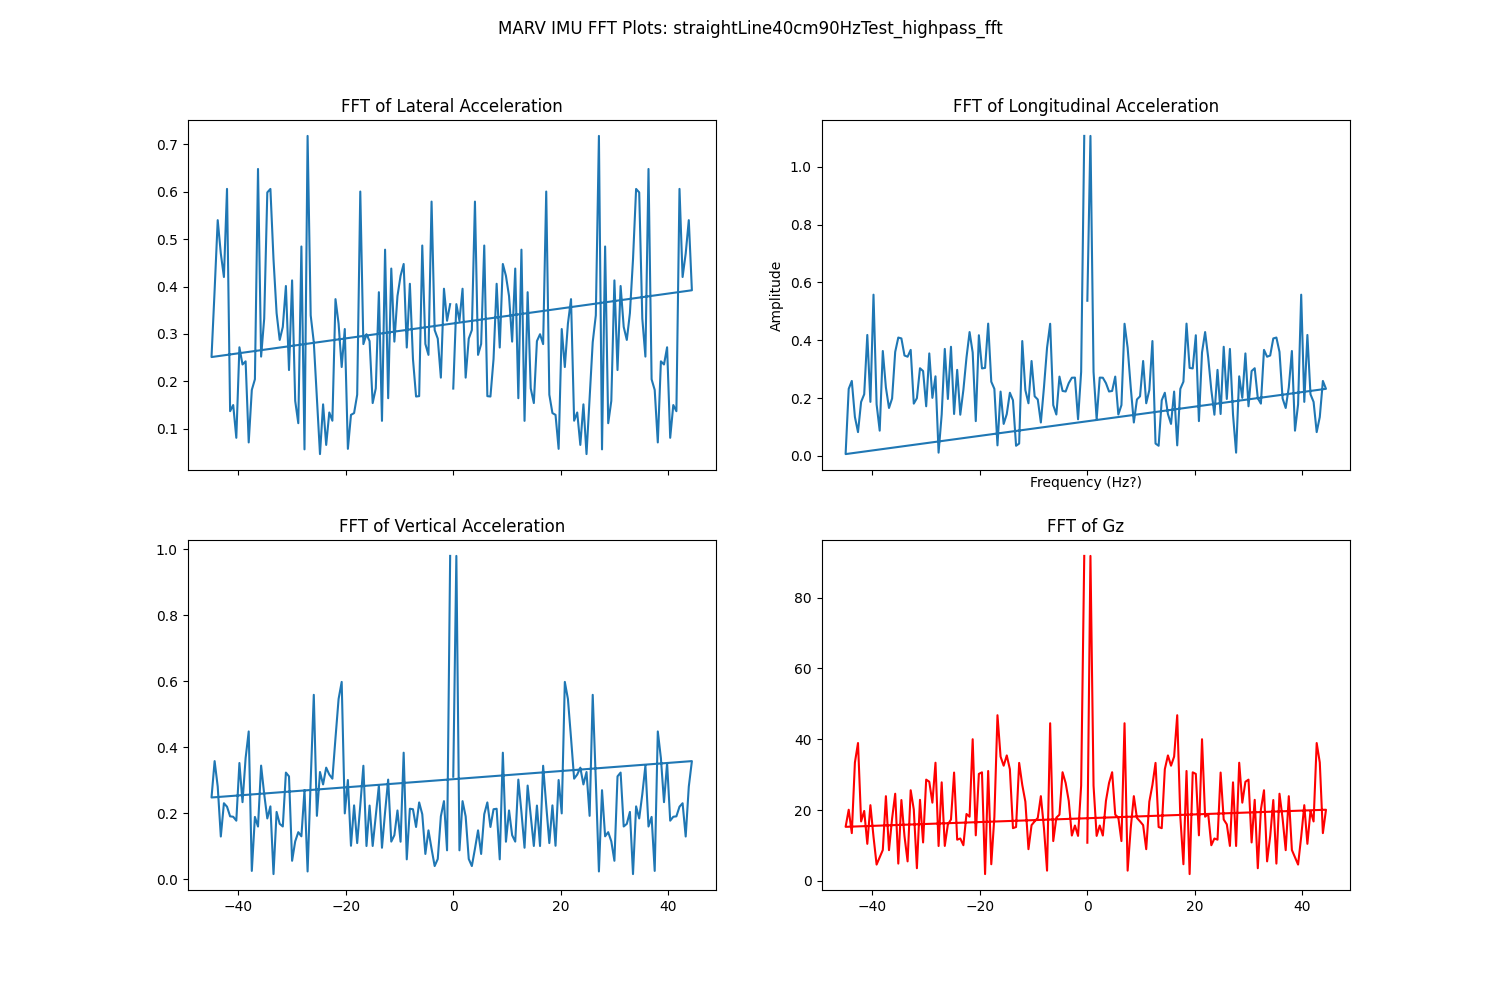 MARV IMU FFT Plots: straightLine40cm90HzTest_highpass_fft
FFT of Lateral Acceleration
0.7
0.6
0.5
0.4
0.3
0.2
0.1
FFT of Longitudinal Acceleration
Amplitude
1.0
0.8
0.6
0.4
0.2
0.0
Frequency (Hz?)
FFT of Vertical Acceleration
1.0
0.8
0.6
0.4
0.2
0.0
−40 −20 0 20 40
FFT of Gz
80
60
40
20
0
−40 −20 0 20 40